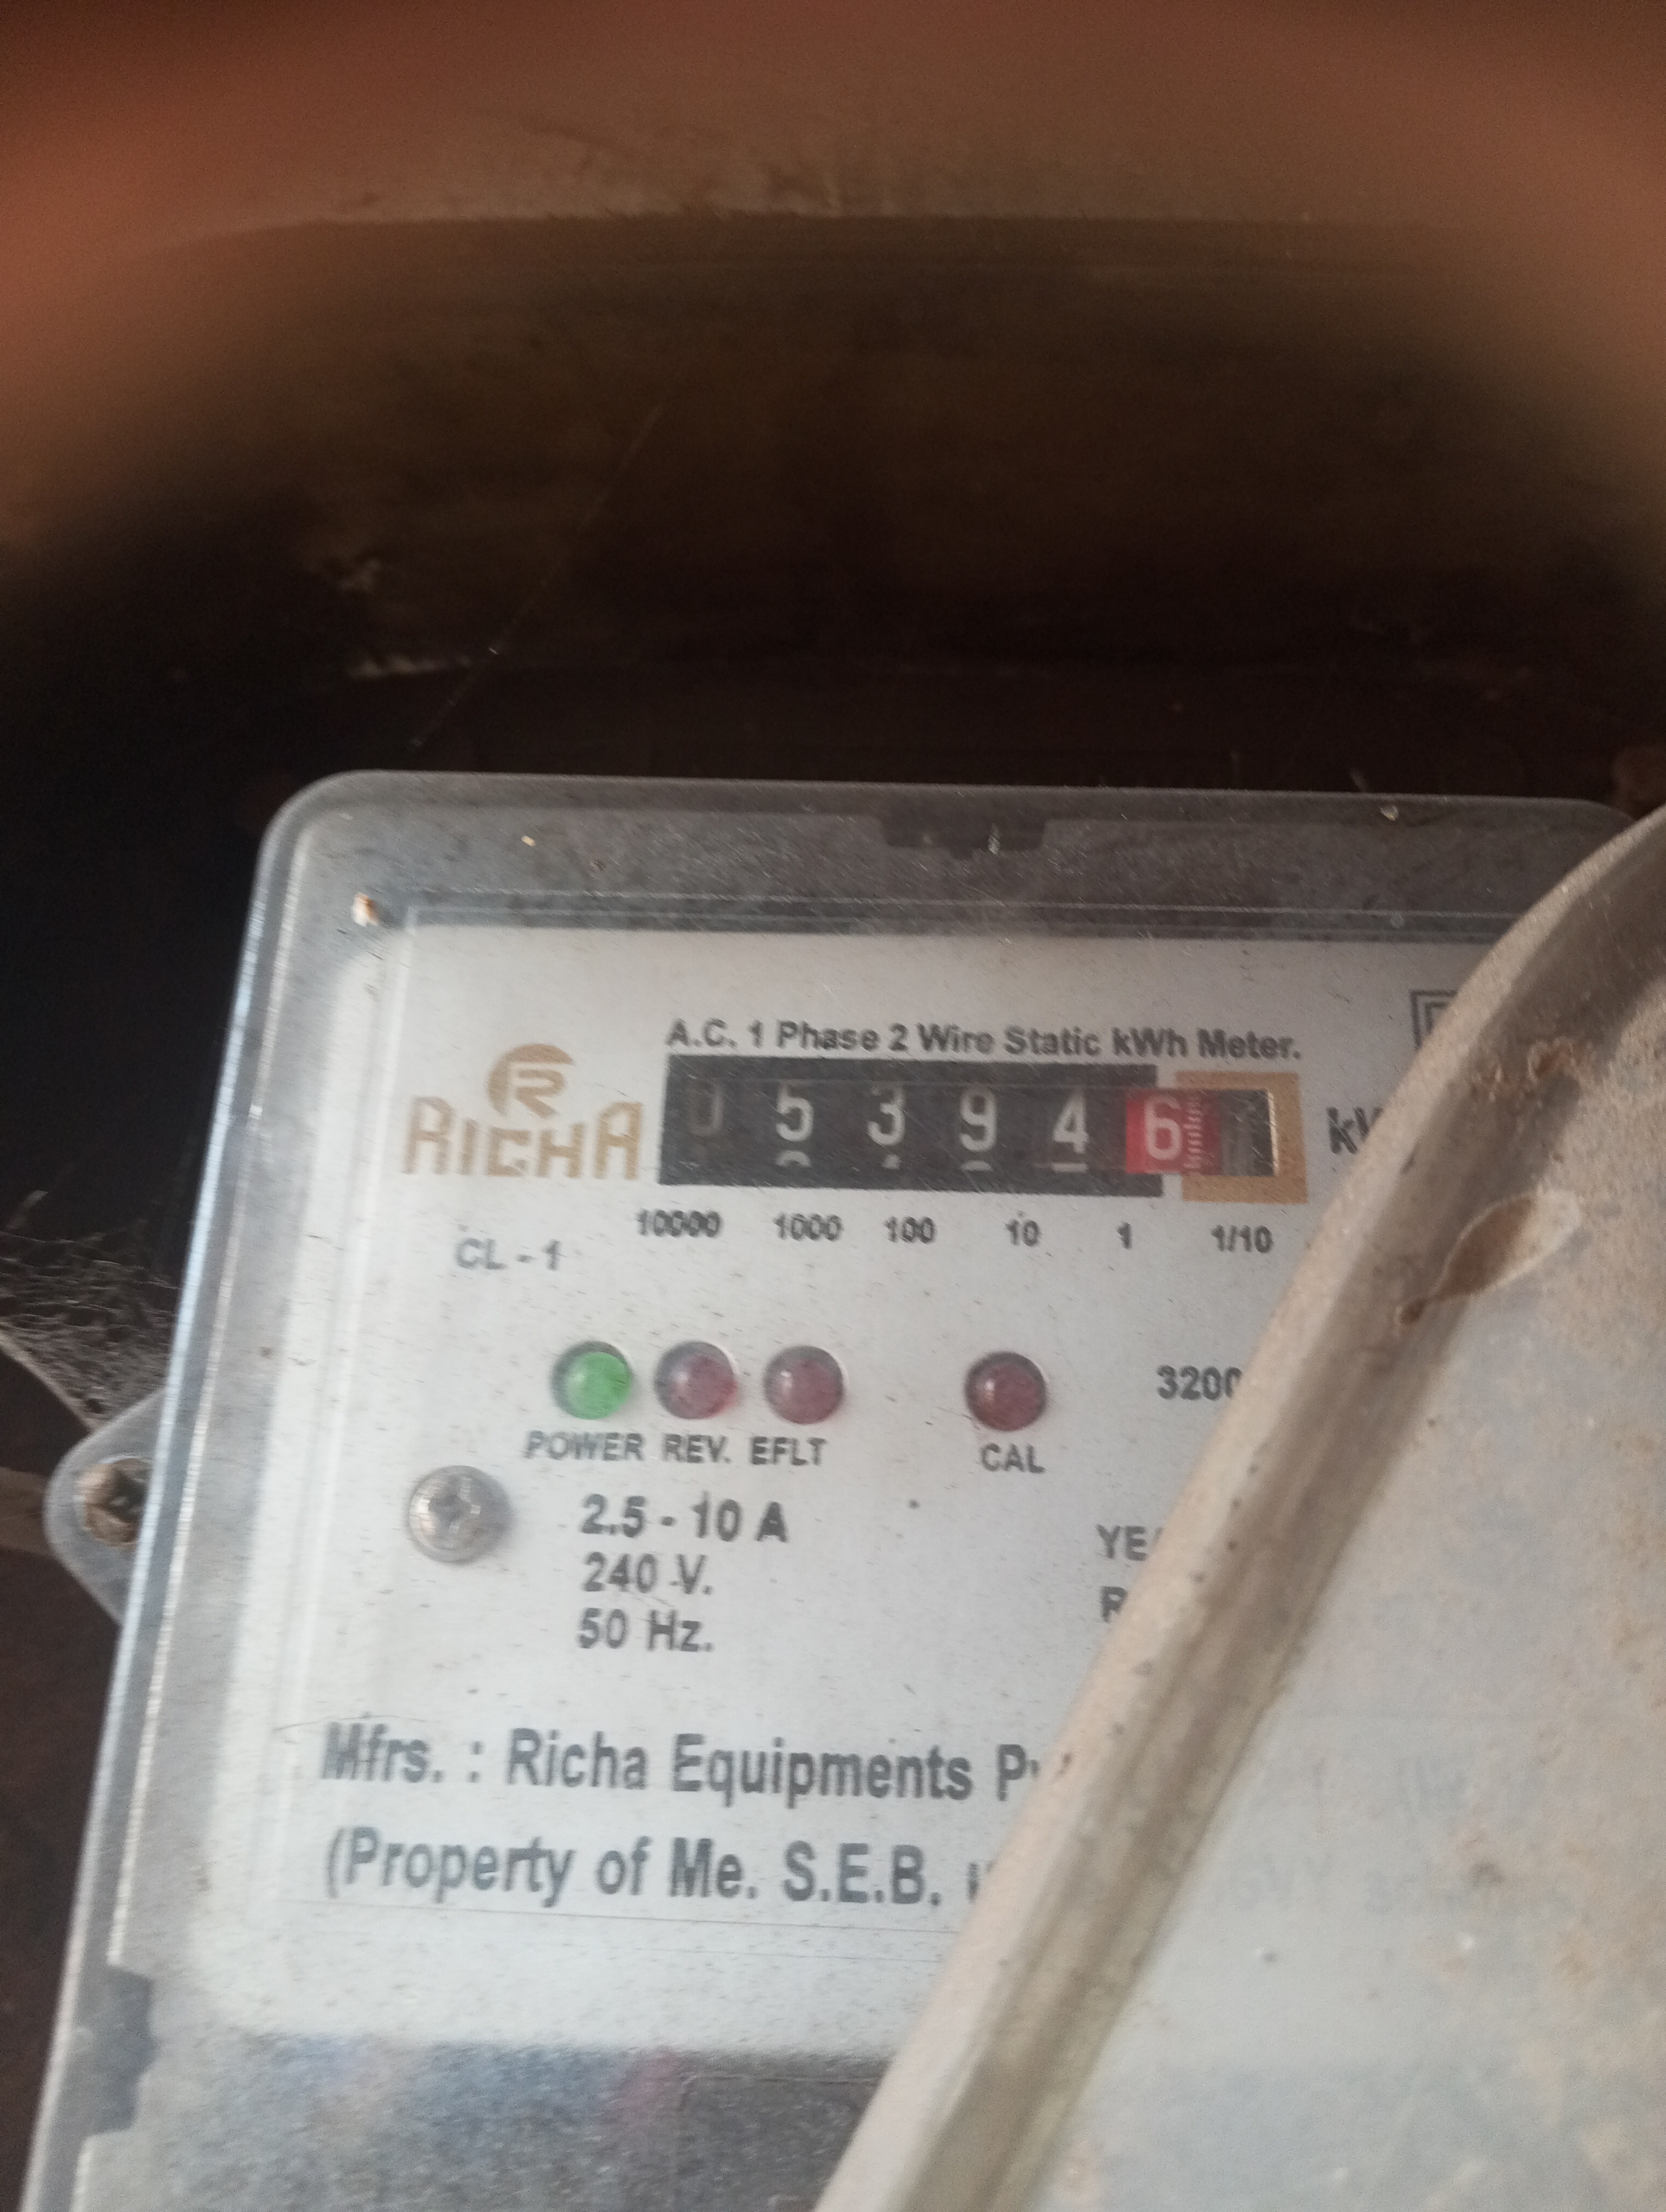 A.C. 1 Phase 2 Wire Static kWh Meter.
R
RICHA
0 5 3 9 4 6
10000 1000 100 10 1 1/10
CL - 1
POWER REV. EFLT CAL
2.5 - 10 A
240 V.
50 Hz.
Mfrs. : Richa Equipments
(Property of Me. S.E.B.